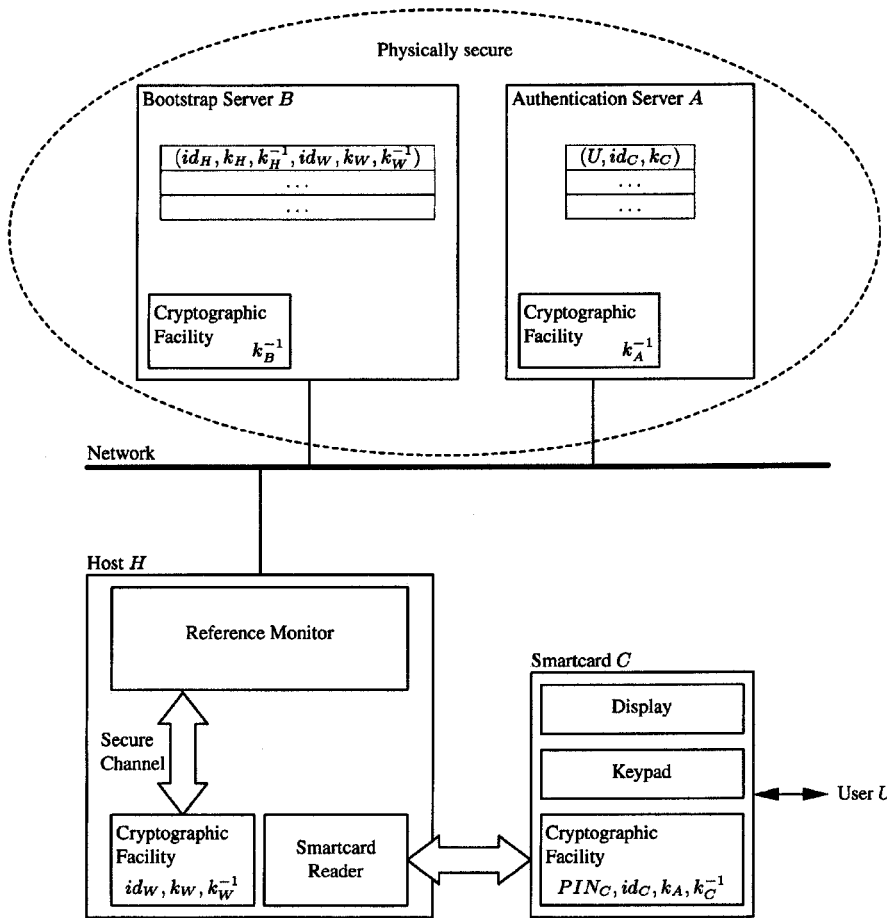 Physically secure
Bootstrap Server B
Authentication Server A
(id_H, k_H, k_H^{-1}, id_W, k_W, k_W^{-1})
(U, id_C, k_C)
...
...
...
...
Cryptographic
Facility
k_B^{-1}
Cryptographic
Facility
k_A^{-1}
Network
Host H
Reference Monitor
Secure
Channel
Cryptographic
Facility
id_W, k_W, k_W^{-1}
Smartcard
Reader
Smartcard C
Display
Keypad
Cryptographic
Facility
PIN_C, id_C, k_A, k_C^{-1}
User U